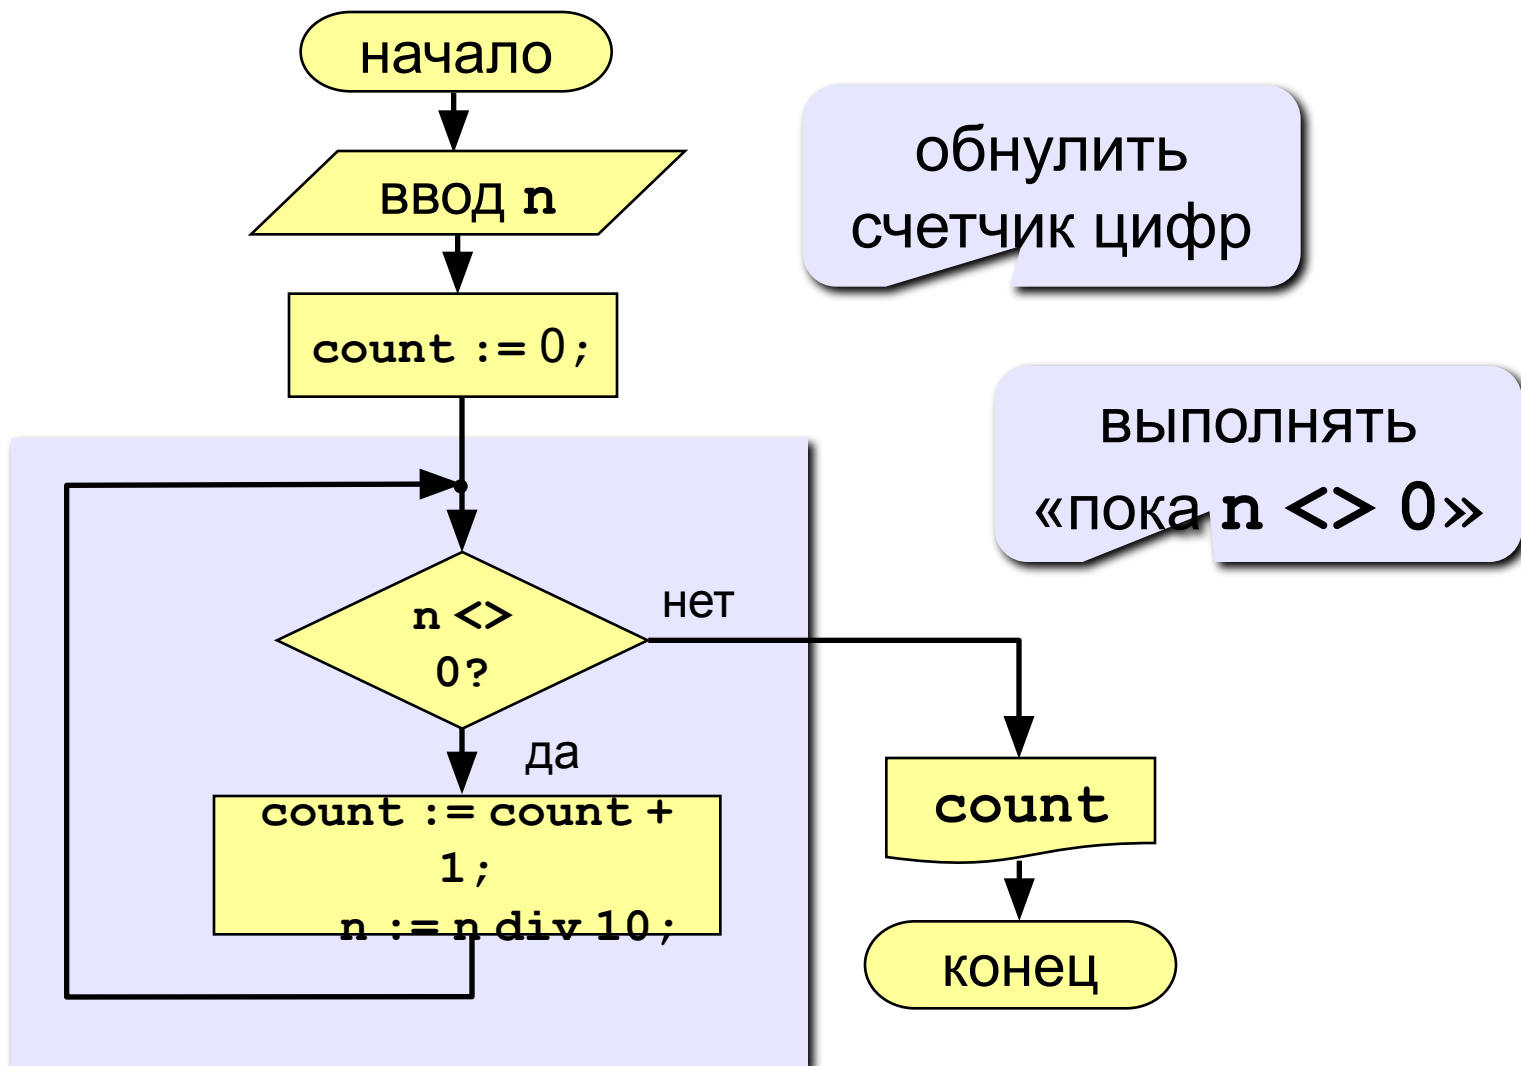 начало
ввод n
обнулить
счетчик цифр
count := 0;
выполнять
«пока n <> 0»
n <>
0?
нет
да
count := count +
1;
n := n div 10;
count
конец